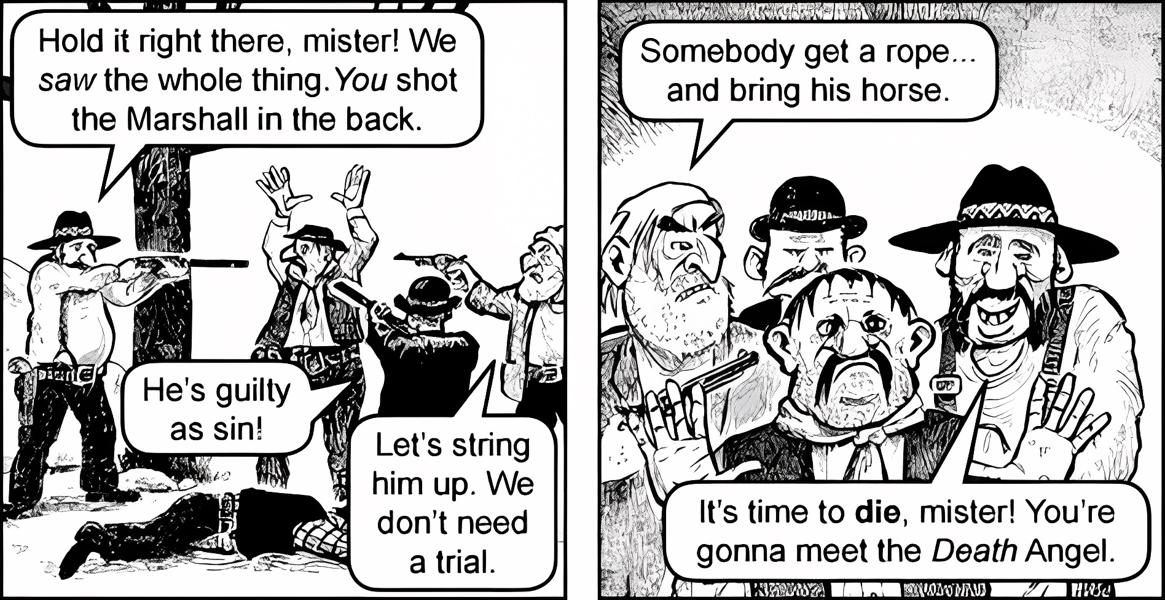 Hold it right there, mister! We
saw the whole thing. You shot
the Marshall in the back.
He's guilty
as sin!
Let's string
him up. We
don't need
a trial.
Somebody get a rope...
and bring his horse.
It's time to die, mister! You're
gonna meet the Death Angel.